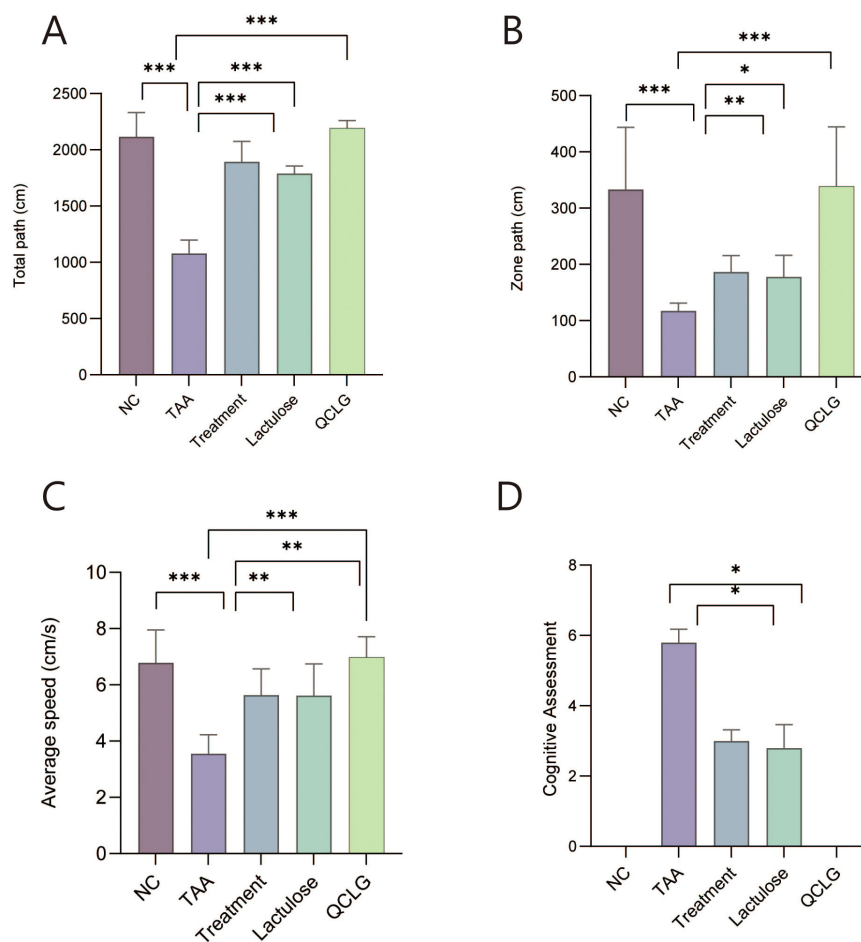 A
***
***
***
***
2500
2000
1500
1000
500
0
Total path (cm)
NC
TAA
Treatment
Lactulose
QCLG
B
***
*
***
**
500
400
300
200
100
0
Zone path (cm)
NC
TAA
Treatment
Lactulose
QCLG
C
***
**
***
**
10
8
6
4
2
0
Average speed (cm/s)
NC
TAA
Treatment
Lactulose
QCLG
D
*
*
8
6
4
2
0
Cognitive Assessment
NC
TAA
Treatment
Lactulose
QCLG